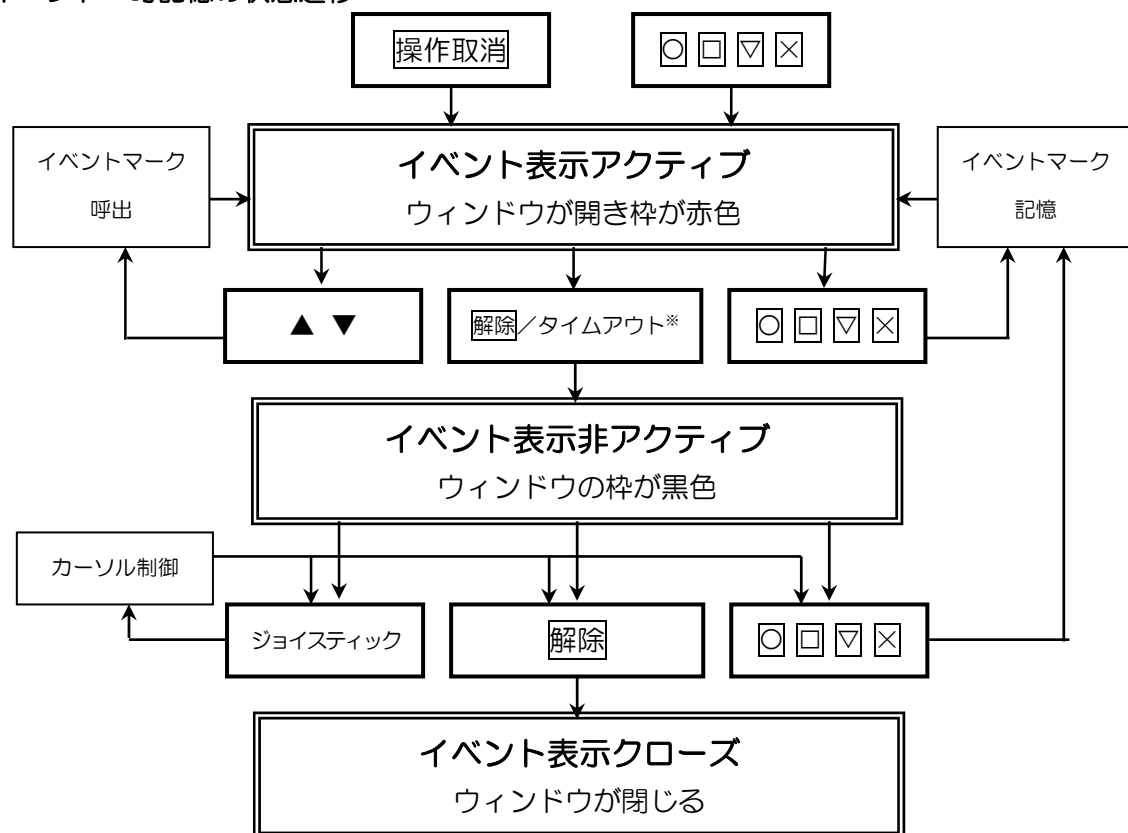 操作取消
○ □ ▽ ×
イベントマーク
呼出
イベント表示アクティブ
ウィンドウが開き枠が赤色
イベントマーク
記憶
▲ ▼
解除／タイムアウト※
○ □ ▽ ×
イベント表示非アクティブ
ウィンドウの枠が黒色
カーソル制御
ジョイスティック
解除
○ □ ▽ ×
イベント表示クローズ
ウィンドウが閉じる